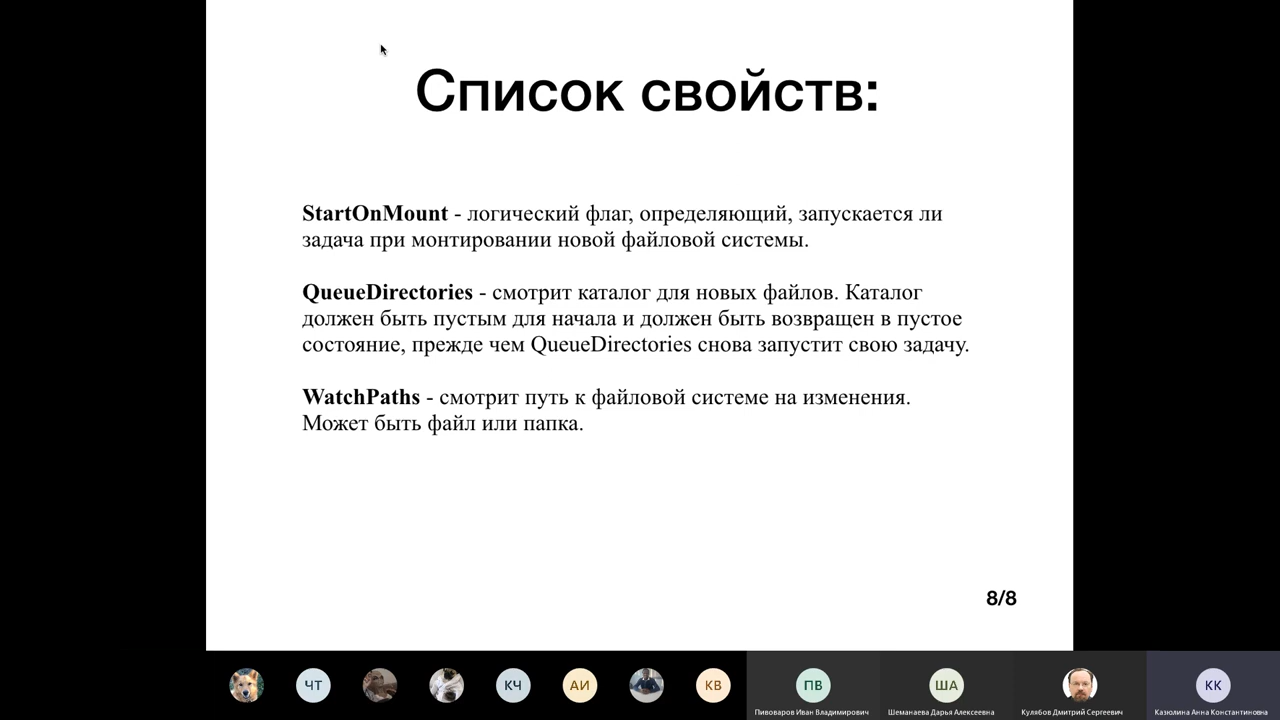 Список свойств:
StartOnMount - логический флаг, определяющий, запускается ли
задача при монтировании новой файловой системы.
QueueDirectories - смотрит каталог для новых файлов. Каталог
должен быть пустым для начала и должен быть возвращен в пустое
состояние, прежде чем QueueDirectories снова запустит свою задачу.
WatchPaths - смотрит путь к файловой системе на изменения.
Может быть файл или папка.
8/8
ЧТ
КЧ
АИ
КВ
ПВ
ША
КК
Пивоваров Иван Владимирович
Шеманаева Дарья Алексеевна
Кулябов Дмитрий Сергеевич
Казюлина Анна Константиновна